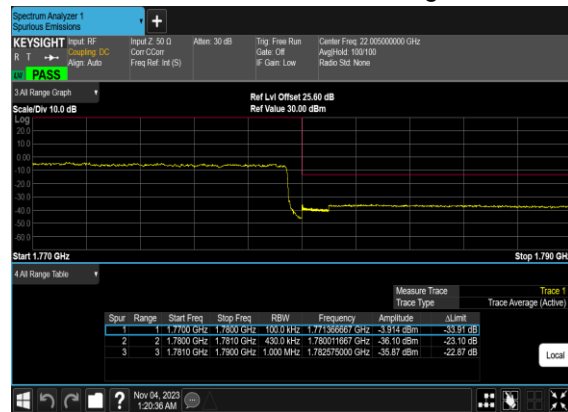 Spectrum Analyzer 1
Spurious Emissions
+
KEYSIGHT Input: RF Input Z: 50 Ω Atten: 30 dB Trig: Free Run Center Freq: 22.005000000 GHz
R T Coupling: DC Corr CCorr Gate: Off Avg|Hold: 100/100
Align: Auto Freq Ref: Int (S) IF Gain: Low Radio Std: None
PASS
3 All Range Graph
Ref Lvl Offset 25.60 dB
Scale/Div 10.0 dB Ref Value 30.00 dBm
Log
20.0
10.0
0.00
-10.0
-20.0
-30.0
-40.0
-50.0
-60.0
Start 1.770 GHz Stop 1.790 GHz
4 All Range Table
Measure Trace Trace 1
Trace Type Trace Average (Active)
Spur Range Start Freq Stop Freq RBW Frequency Amplitude ΔLimit
1 1 1.7700 GHz 1.7800 GHz 100.0 kHz 1.771366667 GHz -3.914 dBm -33.91 dB
2 2 1.7800 GHz 1.7810 GHz 430.0 kHz 1.780011667 GHz -36.10 dBm -23.10 dB
3 3 1.7810 GHz 1.7900 GHz 1.000 MHz 1.782575000 GHz -35.87 dBm -22.87 dB
Local
? Nov 04, 2023
1:20:36 AM